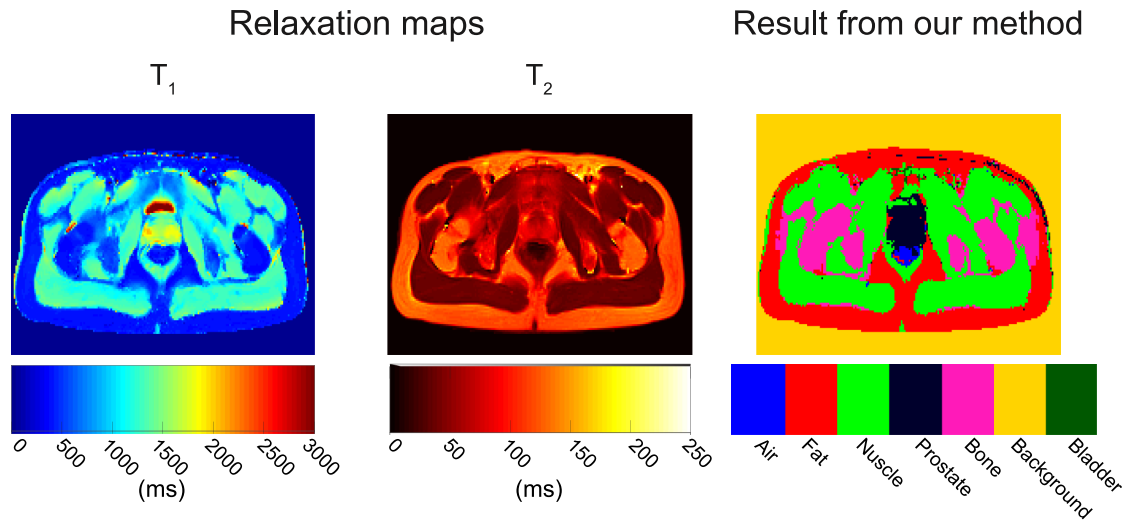 Relaxation maps
Result from our method
T1
T2
0 500 1000 1500 2000 2500 3000
(ms)
0 50 100 150 200 250
(ms)
Air Fat Nuscle Prostate Bone Background Bladder